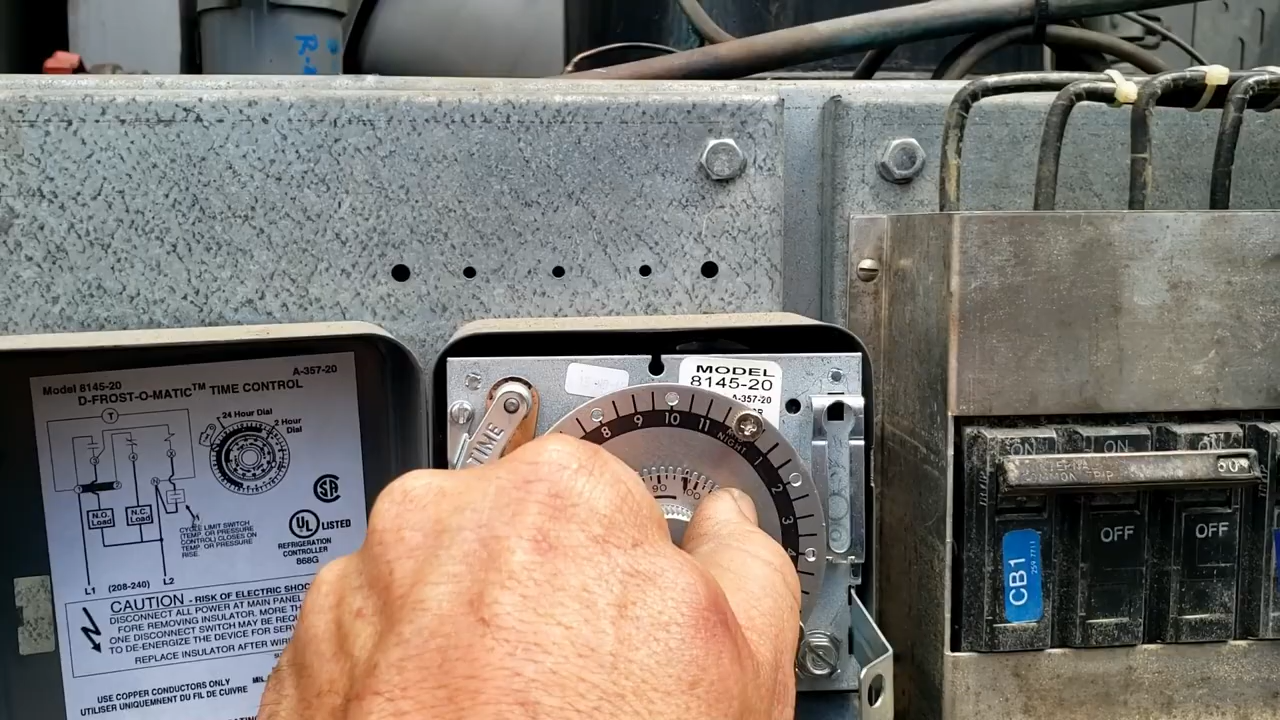 R-
Model 8145-20
A-357-20
D-FROST-O-MATIC™ TIME CONTROL
T
24 Hour Dial
2 Hour
Dial
N.O.
Load
N.C.
Load
CYCLE LIMIT SWITCH
(TEMP. OR PRESSURE
CONTROL) CLOSES ON
TEMP. OR PRESSURE
RISE.
UL LISTED
REFRIGERATION
CONTROLLER
868G
L1 (208-240) L2
CAUTION - RISK OF ELECTRIC SHOC
DISCONNECT ALL POWER AT MAIN PANEL
FORE REMOVING INSULATOR. MORE TH
ONE DISCONNECT SWITCH MAY BE REQ
TO DE-ENERGIZE THE DEVICE FOR SERV
REPLACE INSULATOR AFTER WIRI
USE COPPER CONDUCTORS ONLY
UTILISER UNIQUEMENT DU FIL DE CUIVRE
TIME
MODEL
8145-20
A-357-20
8 9 10 11
NIGHT
1 2 3 4
90 100
ON ON ON
OFF OFF
CB1